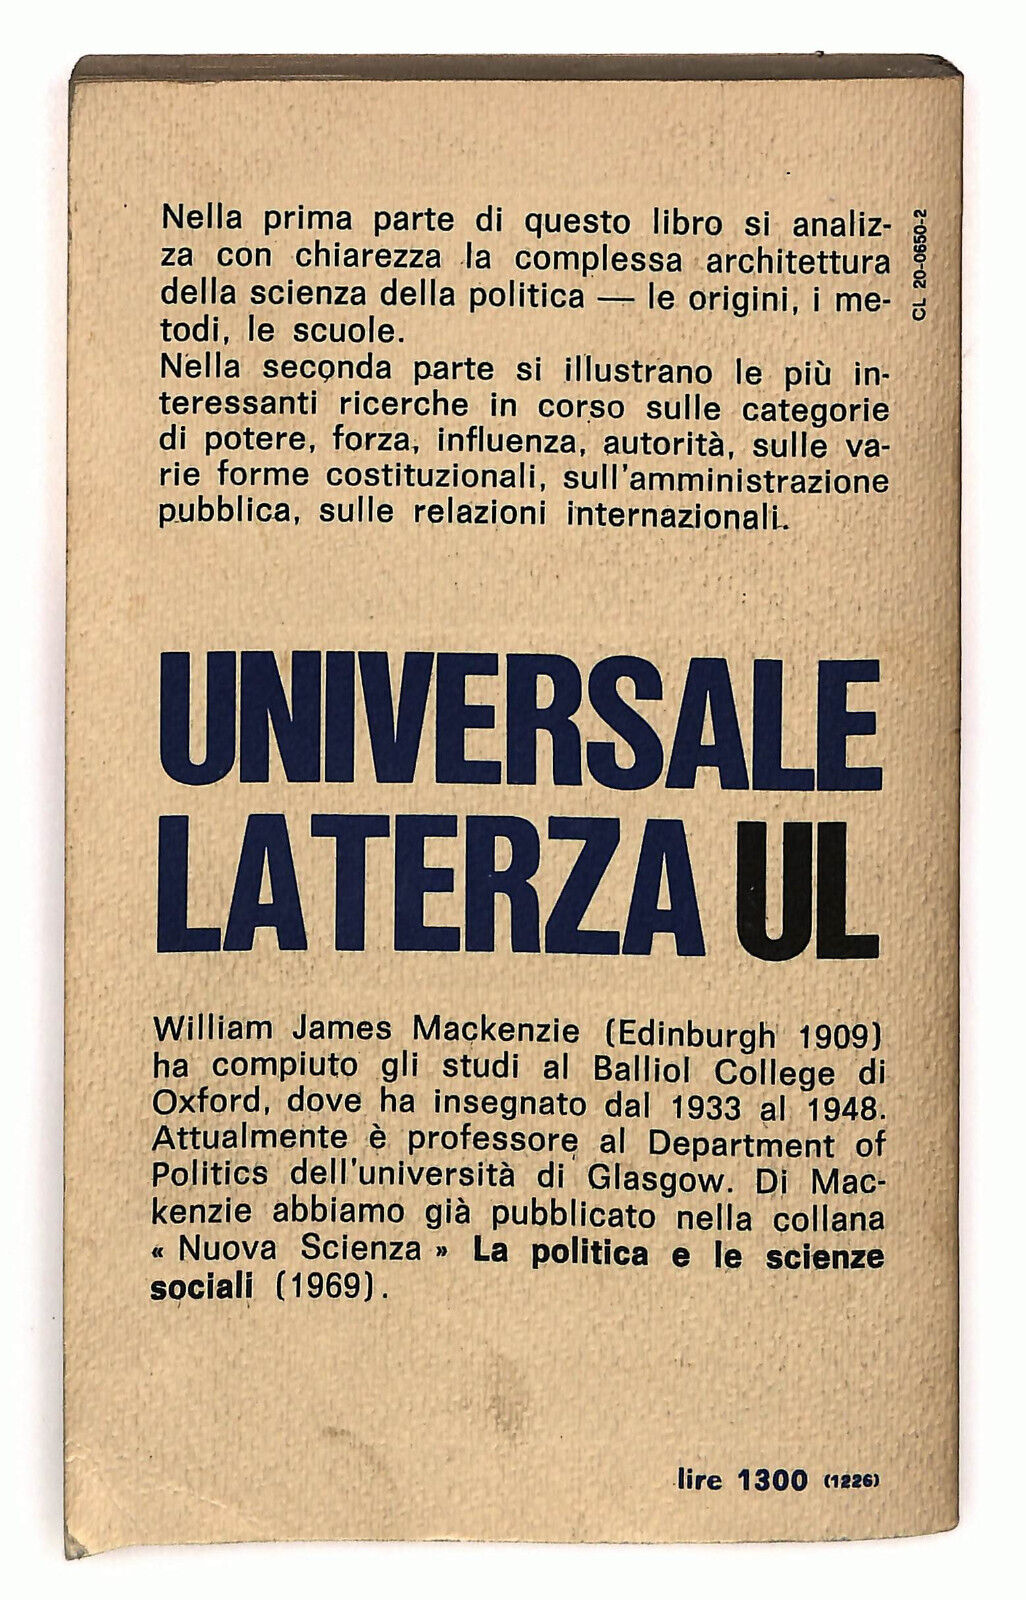 Nella prima parte di questo libro si analiz-
za con chiarezza la complessa architettura
della scienza della politica — le origini, i me-
todi, le scuole.
Nella seconda parte si illustrano le più in-
teressanti ricerche in corso sulle categorie
di potere, forza, influenza, autorità, sulle va-
rie forme costituzionali, sull'amministrazione
pubblica, sulle relazioni internazionali.
CL 20-0650-2
UNIVERSALE
LATERZA UL
William James Mackenzie (Edinburgh 1909)
ha compiuto gli studi al Balliol College di
Oxford, dove ha insegnato dal 1933 al 1948.
Attualmente è professore al Department of
Politics dell'università di Glasgow. Di Mac-
kenzie abbiamo già pubblicato nella collana
« Nuova Scienza » La politica e le scienze
sociali (1969).
lire 1300 (1226)